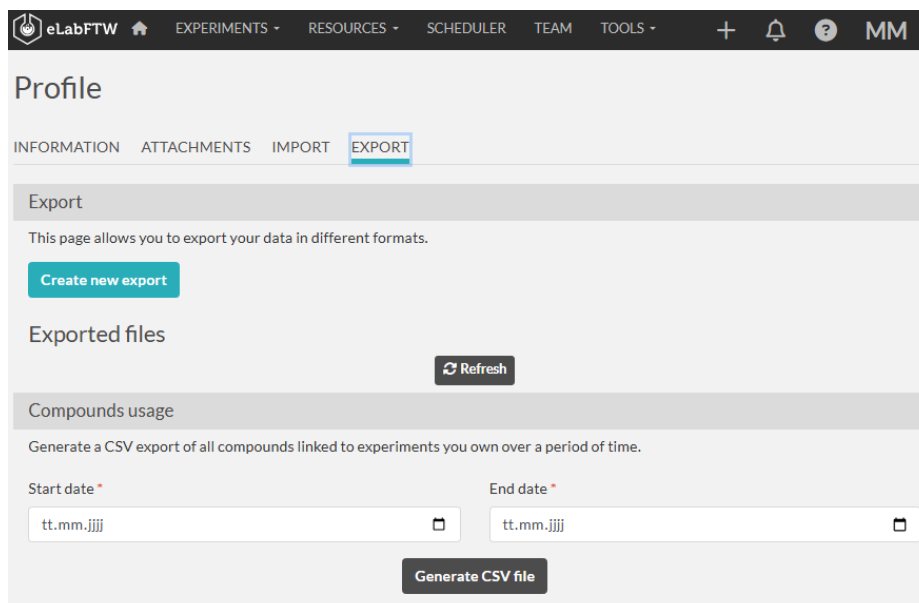 eLabFTW EXPERIMENTS RESOURCES SCHEDULER TEAM TOOLS + ? MM
Profile
INFORMATION ATTACHMENTS IMPORT EXPORT
Export
This page allows you to export your data in different formats.
Create new export
Exported files
Refresh
Compounds usage
Generate a CSV export of all compounds linked to experiments you own over a period of time.
Start date * End date *
tt.mm.jjjj tt.mm.jjjj
Generate CSV file